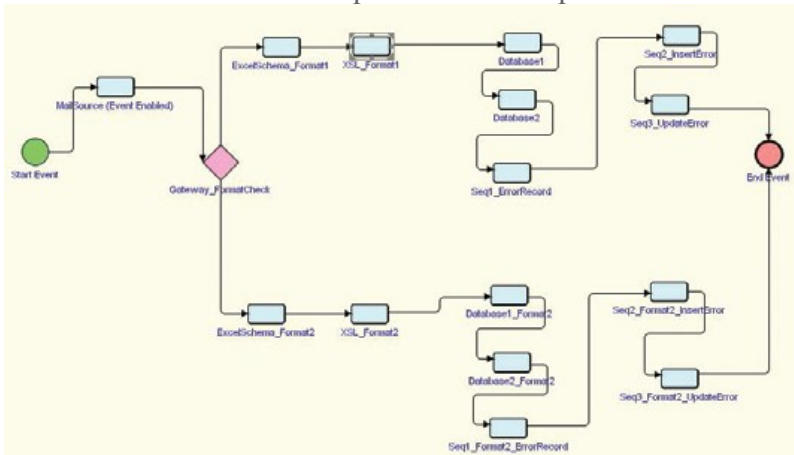 Start Event
MailSource (Event Enabled)
Gateway_FormatCheck
ExcelSchema_Format1
XSL_Format1
Database1
Database2
Seq1_ErrorRecord
Seq2_InsertError
Seq3_UpdateError
End Event
ExcelSchema_Format2
XSL_Format2
Database1_Format2
Database2_Format2
Seq1_Format2_ErrorRecord
Seq2_Format2_InsertError
Seq3_Format2_UpdateError